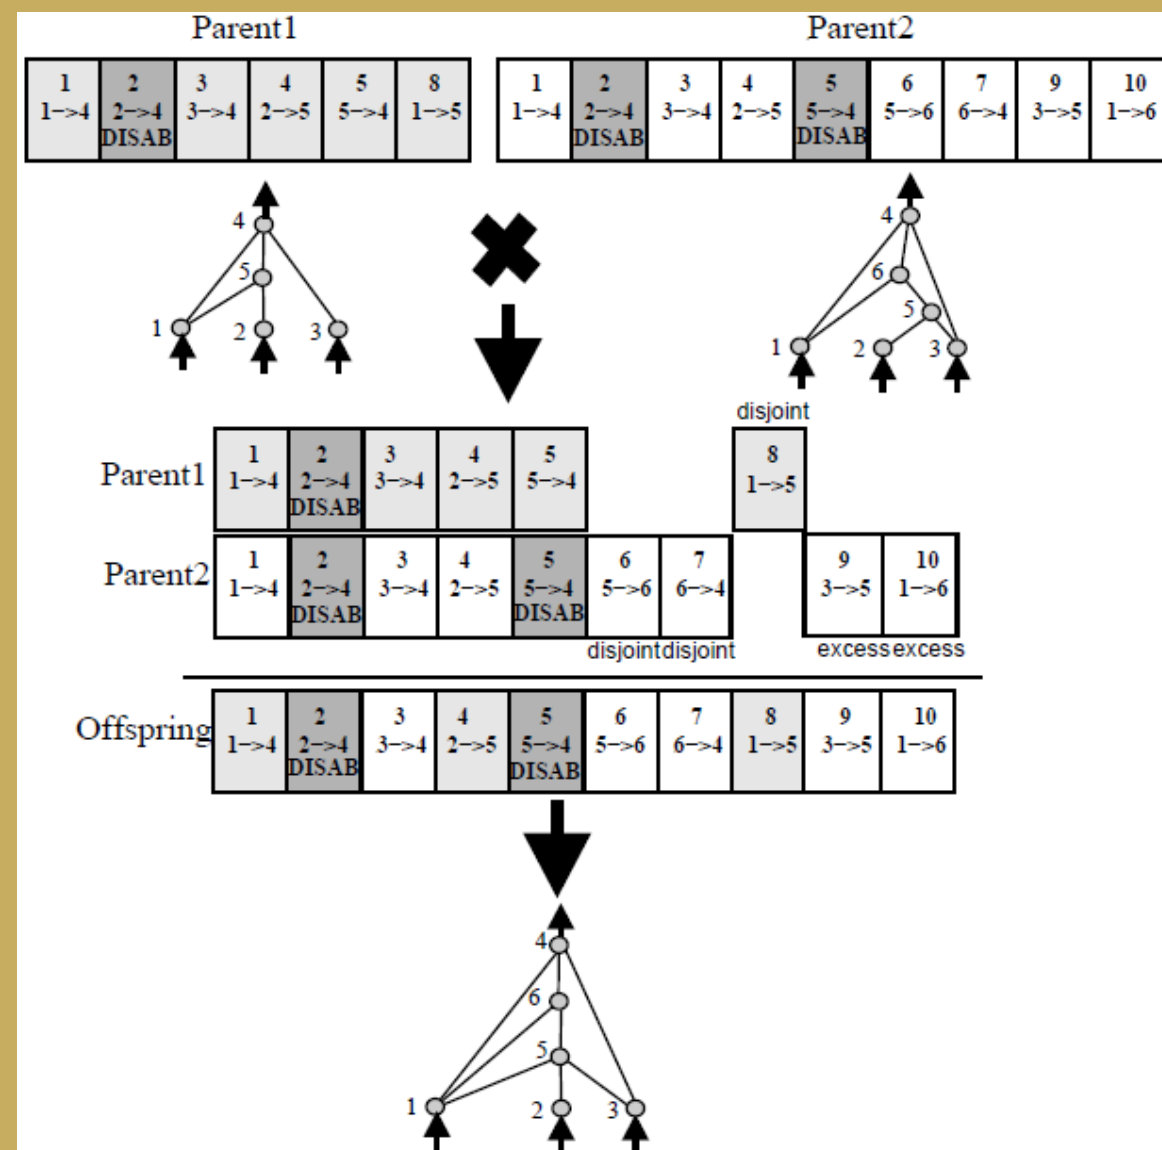 Parent1
Parent2
1 2 3 4 5 8
1->4 2->4 3->4 2->5 5->4 1->5
DISAB
1 2 3 4 5 6 7 9 10
1->4 2->4 3->4 2->5 5->4 5->6 6->4 3->5 1->6
DISAB DISAB
4
5
1 2 3
4
6
5
1 2 3
disjoint
Parent1
1 2 3 4 5 8
1->4 2->4 3->4 2->5 5->4 1->5
DISAB
Parent2
1 2 3 4 5 6 7 9 10
1->4 2->4 3->4 2->5 5->4 5->6 6->4 3->5 1->6
DISAB DISAB
disjoint disjoint excess excess
Offspring
1 2 3 4 5 6 7 8 9 10
1->4 2->4 3->4 2->5 5->4 5->6 6->4 1->5 3->5 1->6
DISAB DISAB
4
6
5
1 2 3